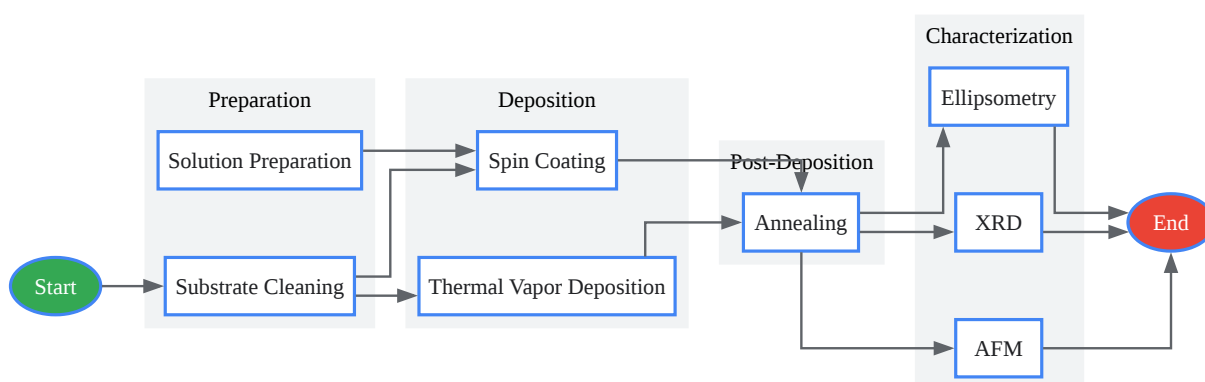 Characterization
Preparation
Deposition
Ellipsometry
Solution Preparation
Spin Coating
Post-Deposition
Annealing
XRD
End
Start
Substrate Cleaning
Thermal Vapor Deposition
AFM